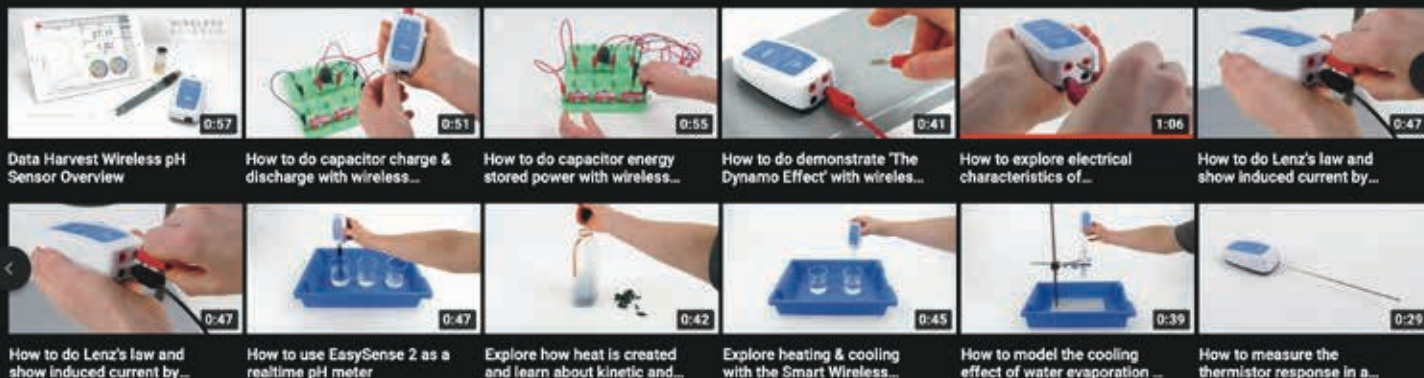 WIRELESS
0:57
0:51
0:55
0:41
1:06
0:47
Data Harvest Wireless pH
Sensor Overview
How to do capacitor charge &
discharge with wireless...
How to do capacitor energy
stored power with wireless...
How to do demonstrate 'The
Dynamo Effect' with wireles...
How to explore electrical
characteristics of...
How to do Lenz's law and
show induced current by...
0:47
0:47
0:42
0:45
0:39
0:29
How to do Lenz's law and
show induced current by...
How to use EasySense 2 as a
realtime pH meter
Explore how heat is created
and learn about kinetic and...
Explore heating & cooling
with the Smart Wireless...
How to model the cooling
effect of water evaporation ...
How to measure the
thermistor response in a...